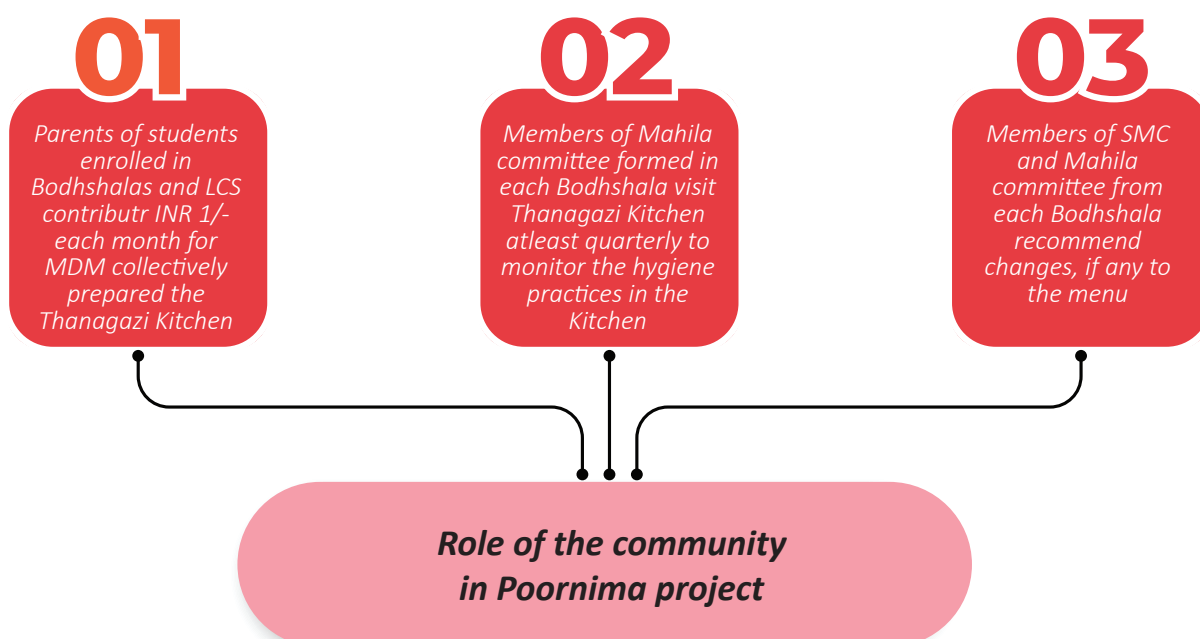 01
Parents of students
enrolled in
Bodhshalas and LCS
contributr INR 1/-
each month for
MDM collectively
prepared the
Thanagazi Kitchen
02
Members of Mahila
committee formed in
each Bodhshala visit
Thanagazi Kitchen
atleast quarterly to
monitor the hygiene
practices in the
Kitchen
03
Members of SMC
and Mahila
committee from
each Bodhshala
recommend
changes, if any to
the menu
Role of the community
in Poornima project